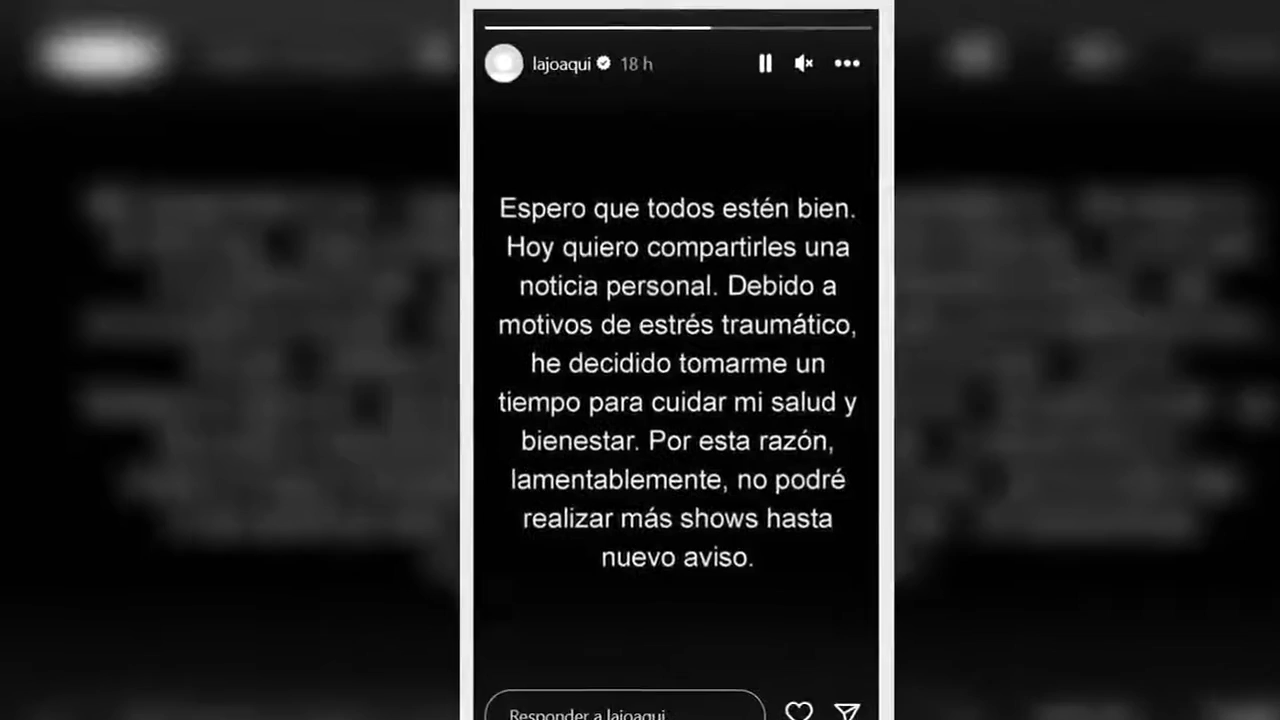 lajoaqui 18 h
Espero que todos estén bien.
Hoy quiero compartirles una
noticia personal. Debido a
motivos de estrés traumático,
he decidido tomarme un
tiempo para cuidar mi salud y
bienestar. Por esta razón,
lamentablemente, no podré
realizar más shows hasta
nuevo aviso.
Responder a lajoaqui